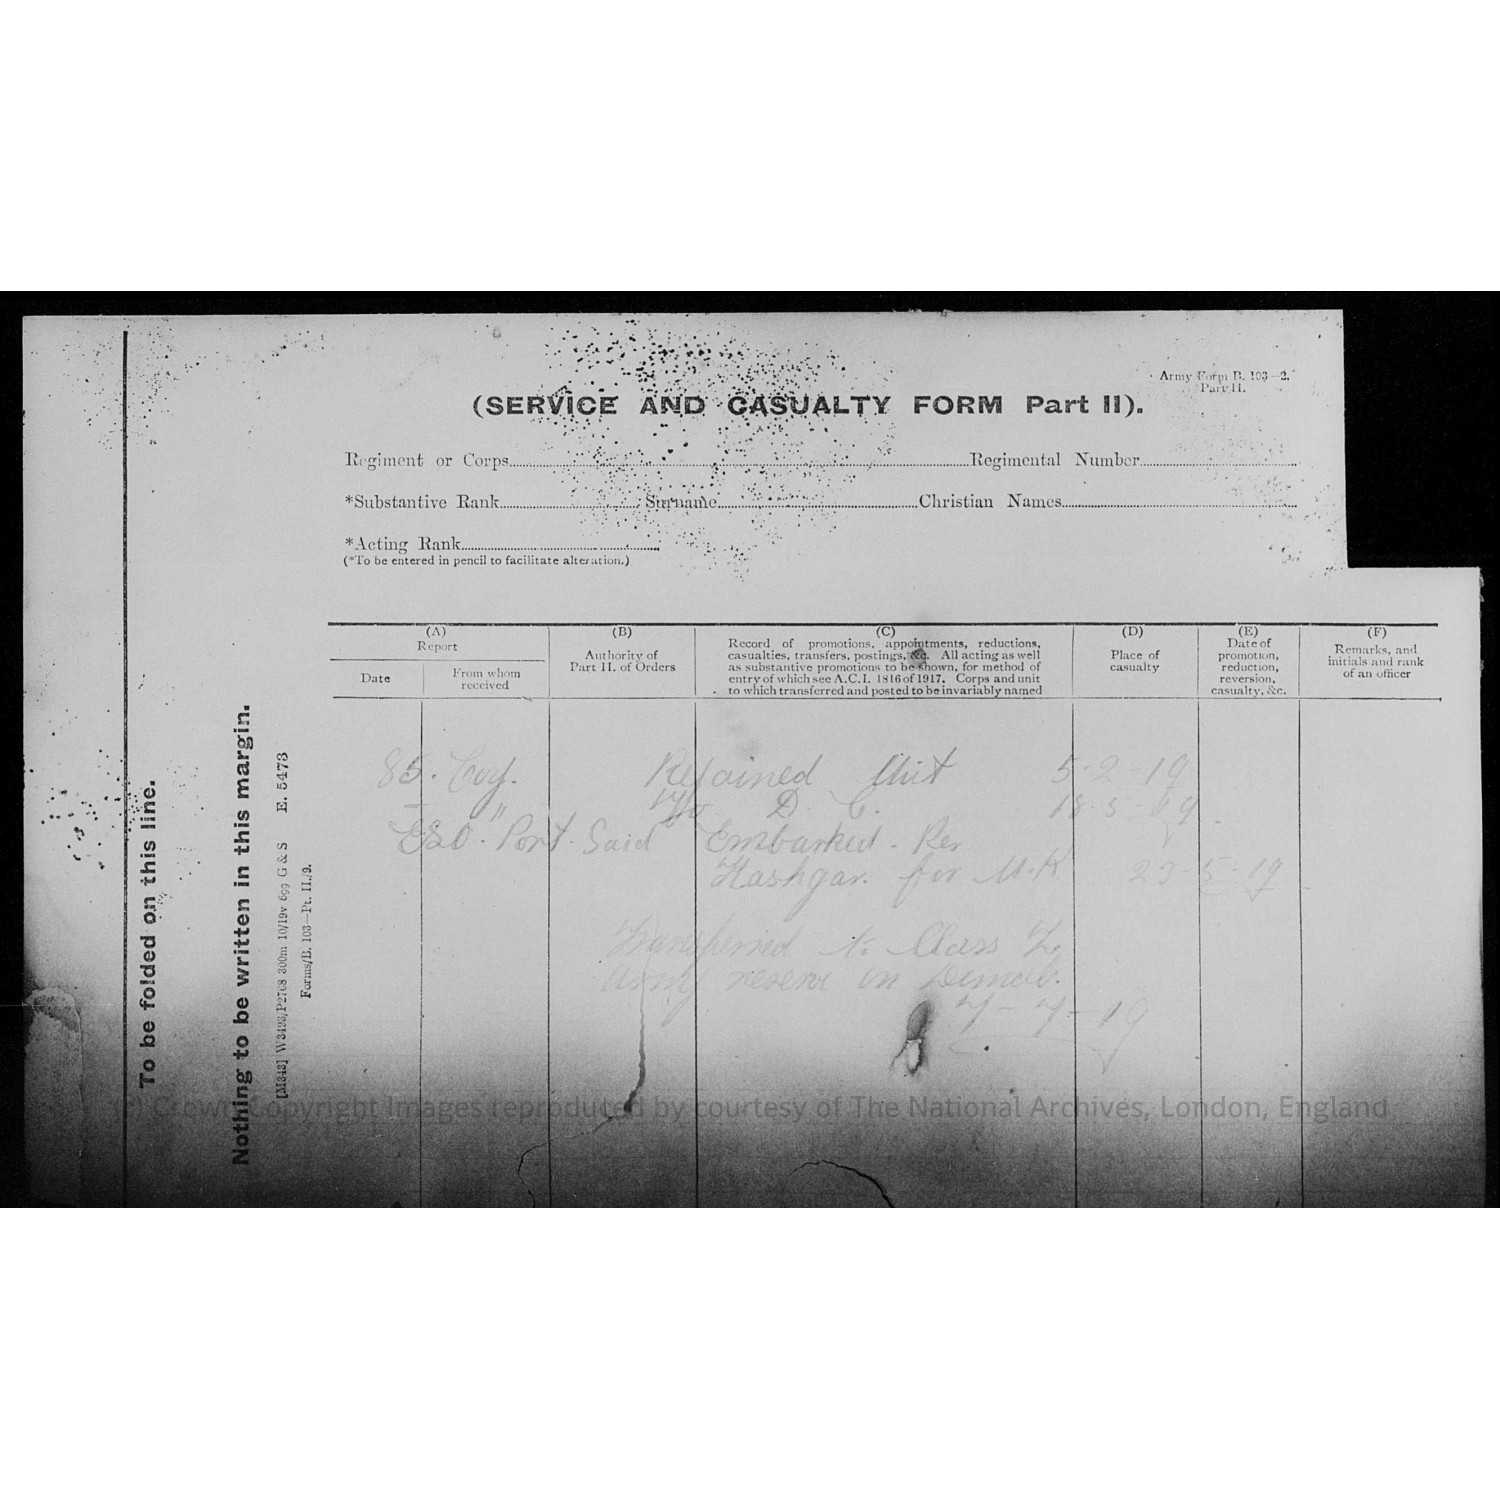 Army Form B. 103—2.
Part II.
(SERVICE AND CASUALTY FORM Part II).
Regiment or Corps Regimental Number
*Substantive Rank Surname Christian Names
*Acting Rank
(*To be entered in pencil to facilitate alteration.)
(A)
Report
Date
From whom
received
(B)
Authority of
Part II. of Orders
(C)
Record of promotions, appointments, reductions,
casualties, transfers, postings, &c. All acting as well
as substantive promotions to be shown, for method of
entry of which see A.C.I. 1816 of 1917. Corps and unit
to which transferred and posted to be invariably named
(D)
Place of
casualty
(E)
Date of
promotion,
reduction,
reversion,
casualty, &c.
(F)
Remarks, and
initials and rank
of an officer
85. Coy. Rejoined Unit 5-2-19
" D.C. 18-5-19.
ESO. Port Said Embarked. Per
Kashgar. for U.K 23-5-19
Transferred to Class Z
Army reserve on Demob.
7-7-19
To be folded on this line.
Nothing to be written in this margin.
[M343] W3493/P2708 300m 10/19v 699 G & S E. 5473
Forms/B. 103—Pt. II./9.
(c) Crown Copyright Images reproduced by courtesy of The National Archives, London, England